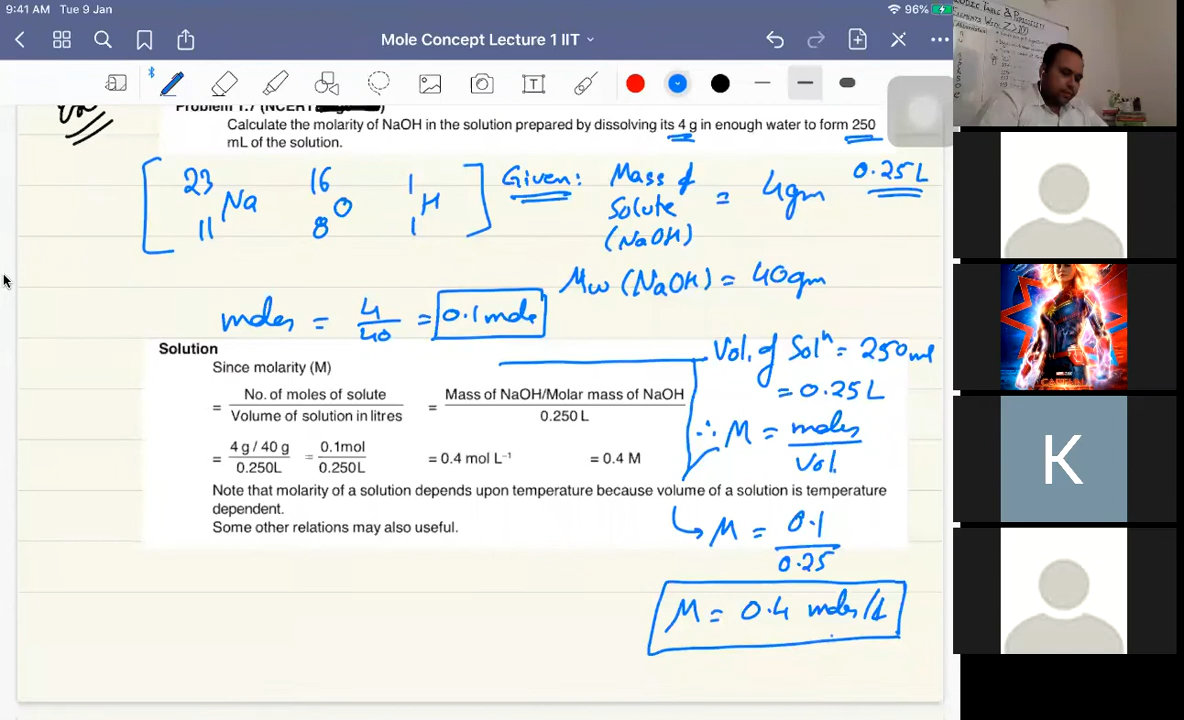 9:41 AM Tue 9 Jan
96%
Mole Concept Lecture 1 IIT
Problem 1.7 (NCERT
Calculate the molarity of NaOH in the solution prepared by dissolving its 4 g in enough water to form 250
mL of the solution.
23 Na 11 16 O 8 1 H 1
Given: Mass of Solute (NaOH) = 4gm
0.25L
Mw (NaOH) = 40gm
moles = 4/40 = 0.1 mole
Solution
Since molarity (M)
= No. of moles of solute / Volume of solution in litres = Mass of NaOH/Molar mass of NaOH / 0.250 L
= 4 g / 40 g / 0.250L = 0.1mol / 0.250L = 0.4 mol L⁻¹ = 0.4 M
Note that molarity of a solution depends upon temperature because volume of a solution is temperature
dependent.
Some other relations may also useful.
Vol. of Solⁿ = 250ml
= 0.25L
∴ M = moles / Vol.
↳ M = 0.1 / 0.25
M = 0.4 moles/L
K